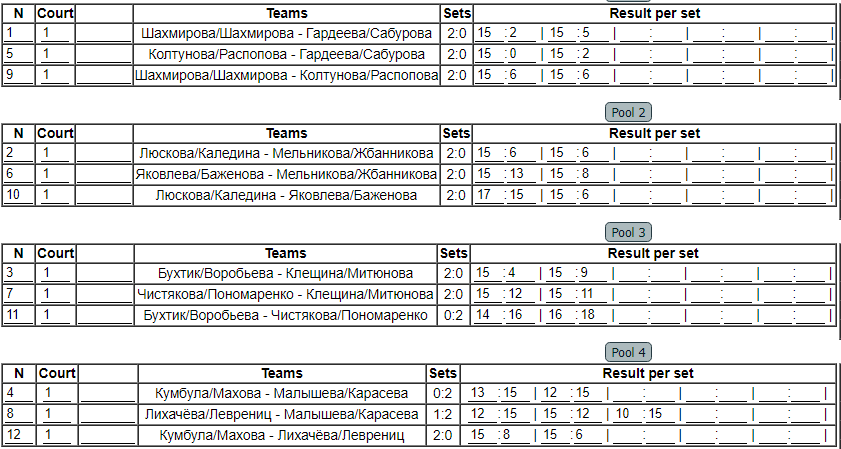 N Court Teams Sets Result per set
1 1 Шахмирова/Шахмирова - Гардеева/Сабурова 2:0 15 : 2 | 15 : 5 | : | : | : |
5 1 Колтунова/Распопова - Гардеева/Сабурова 2:0 15 : 0 | 15 : 2 | : | : | : |
9 1 Шахмирова/Шахмирова - Колтунова/Распопова 2:0 15 : 6 | 15 : 6 | : | : | : |
Pool 2
N Court Teams Sets Result per set
2 1 Люскова/Каледина - Мельникова/Жбанникова 2:0 15 : 6 | 15 : 6 | : | : | : |
6 1 Яковлева/Баженова - Мельникова/Жбанникова 2:0 15 : 13 | 15 : 8 | : | : | : |
10 1 Люскова/Каледина - Яковлева/Баженова 2:0 17 : 15 | 15 : 6 | : | : | : |
Pool 3
N Court Teams Sets Result per set
3 1 Бухтик/Воробьева - Клещина/Митюнова 2:0 15 : 4 | 15 : 9 | : | : | : |
7 1 Чистякова/Пономаренко - Клещина/Митюнова 2:0 15 : 12 | 15 : 11 | : | : | : |
11 1 Бухтик/Воробьева - Чистякова/Пономаренко 0:2 14 : 16 | 16 : 18 | : | : | : |
Pool 4
N Court Teams Sets Result per set
4 1 Кумбула/Махова - Малышева/Карасева 0:2 13 : 15 | 12 : 15 | : | : | : |
8 1 Лихачёва/Леврениц - Малышева/Карасева 1:2 12 : 15 | 15 : 12 | 10 : 15 | : | : |
12 1 Кумбула/Махова - Лихачёва/Леврениц 2:0 15 : 8 | 15 : 6 | : | : | : |